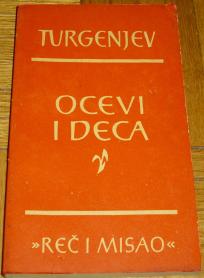 TURGENJEV
OCEVI
I DECA
»REČ I MISAO«